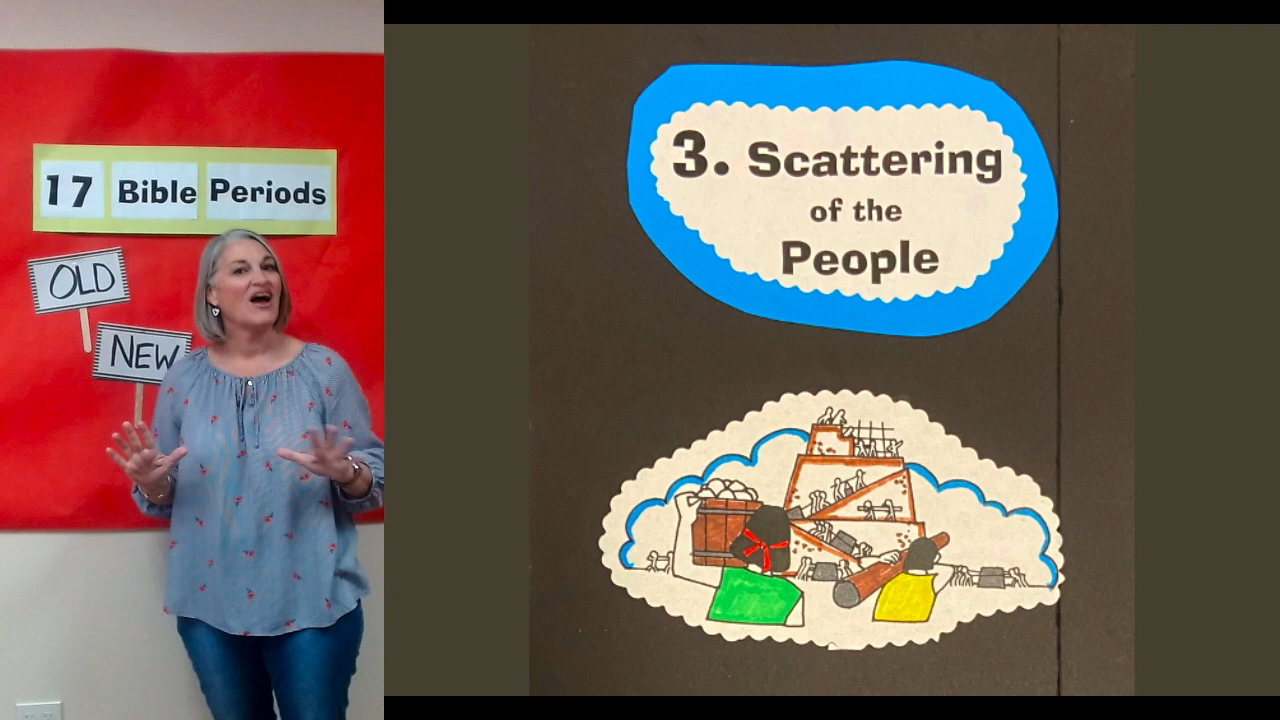 17 Bible Periods
OLD
NEW
3. Scattering
of the
People